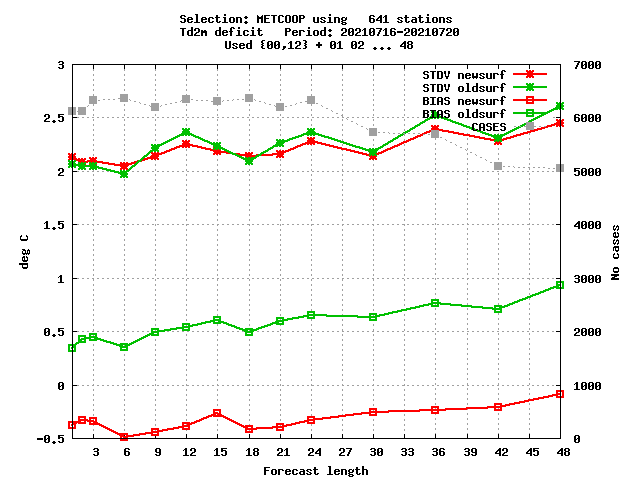 Selection: METCOOP using   641 stations
Td2m deficit   Period: 20210716-20210720
Used {00,12} + 01 02 ... 48
3 7000
STDV newsurf
STDV oldsurf
BIAS newsurf
BIAS oldsurf
CASES
2.5 6000
2 5000
1.5 4000
deg C
No cases
1 3000
0.5 2000
0 1000
-0.5 0
3 6 9 12 15 18 21 24 27 30 33 36 39 42 45 48
Forecast length